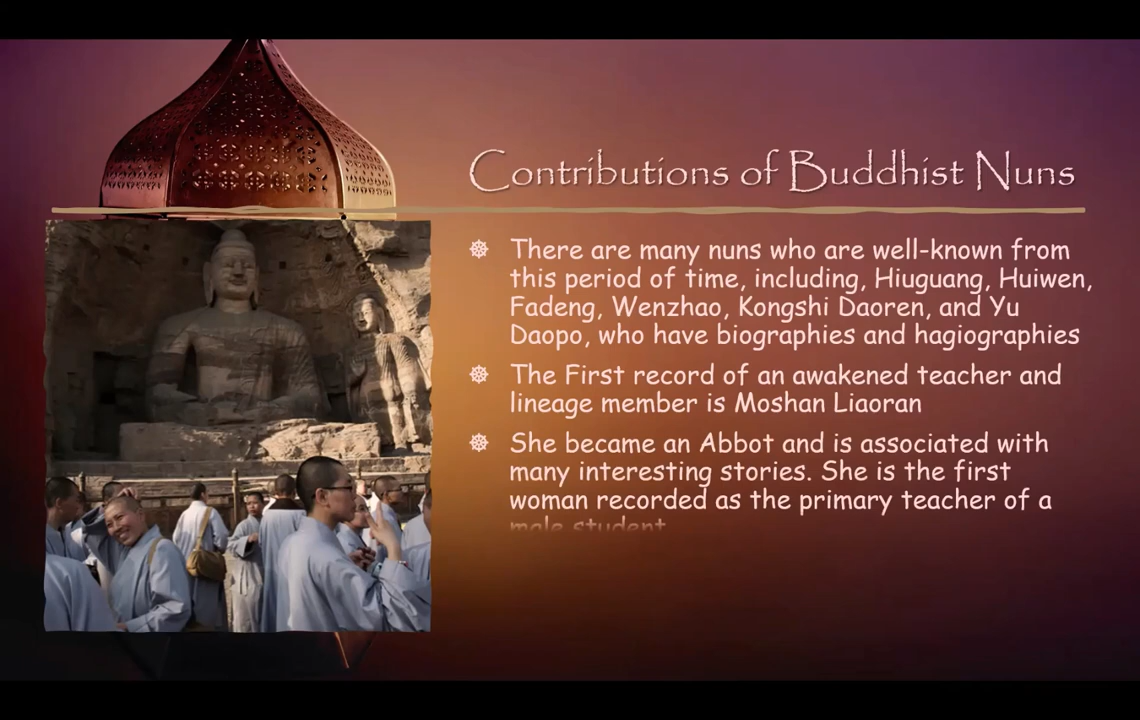 Contributions of Buddhist Nuns
There are many nuns who are well-known from
this period of time, including, Hiuguang, Huiwen,
Fadeng, Wenzhao, Kongshi Daoren, and Yu
Daopo, who have biographies and hagiographies
The First record of an awakened teacher and
lineage member is Moshan Liaoran
She became an Abbot and is associated with
many interesting stories. She is the first
woman recorded as the primary teacher of a
male student